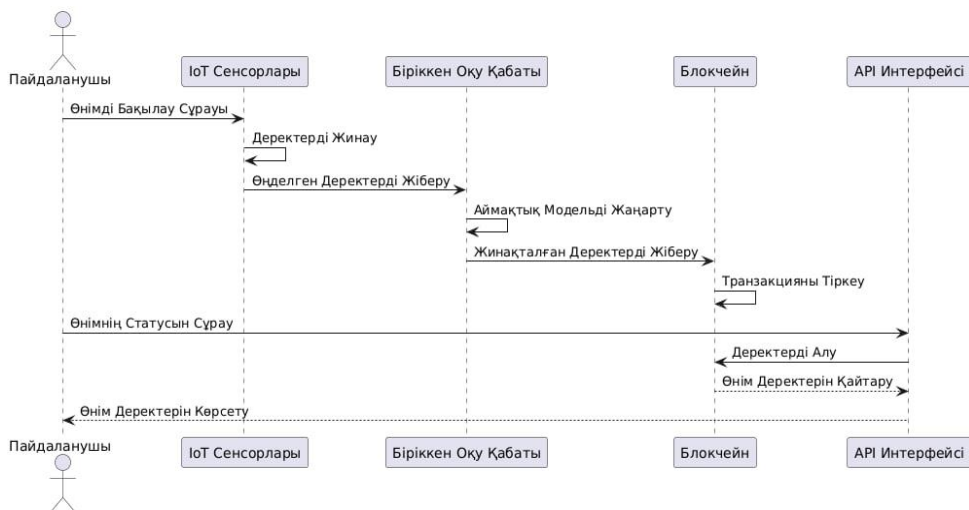 Пайдаланушы
IoT Сенсорлары
Біріккен Оқу Қабаты
Блокчейн
API Интерфейсі
Өнімді Бақылау Сұрауы
Деректерді Жинау
Өңделген Деректерді Жіберу
Аймақтық Модельді Жаңарту
Жинақталған Деректерді Жіберу
Транзакцияны Тіркеу
Өнімнің Статусын Сұрау
Деректерді Алу
Өнім Деректерін Қайтару
Өнім Деректерін Көрсету
Пайдаланушы
IoT Сенсорлары
Біріккен Оқу Қабаты
Блокчейн
API Интерфейсі